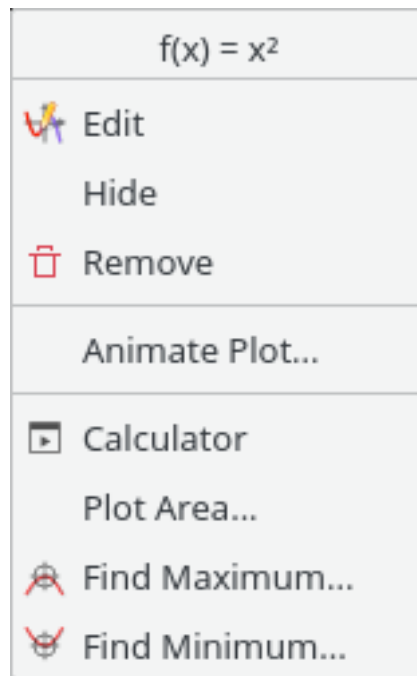 f(x) = x²
Edit
Hide
Remove
Animate Plot...
Calculator
Plot Area...
Find Maximum...
Find Minimum...